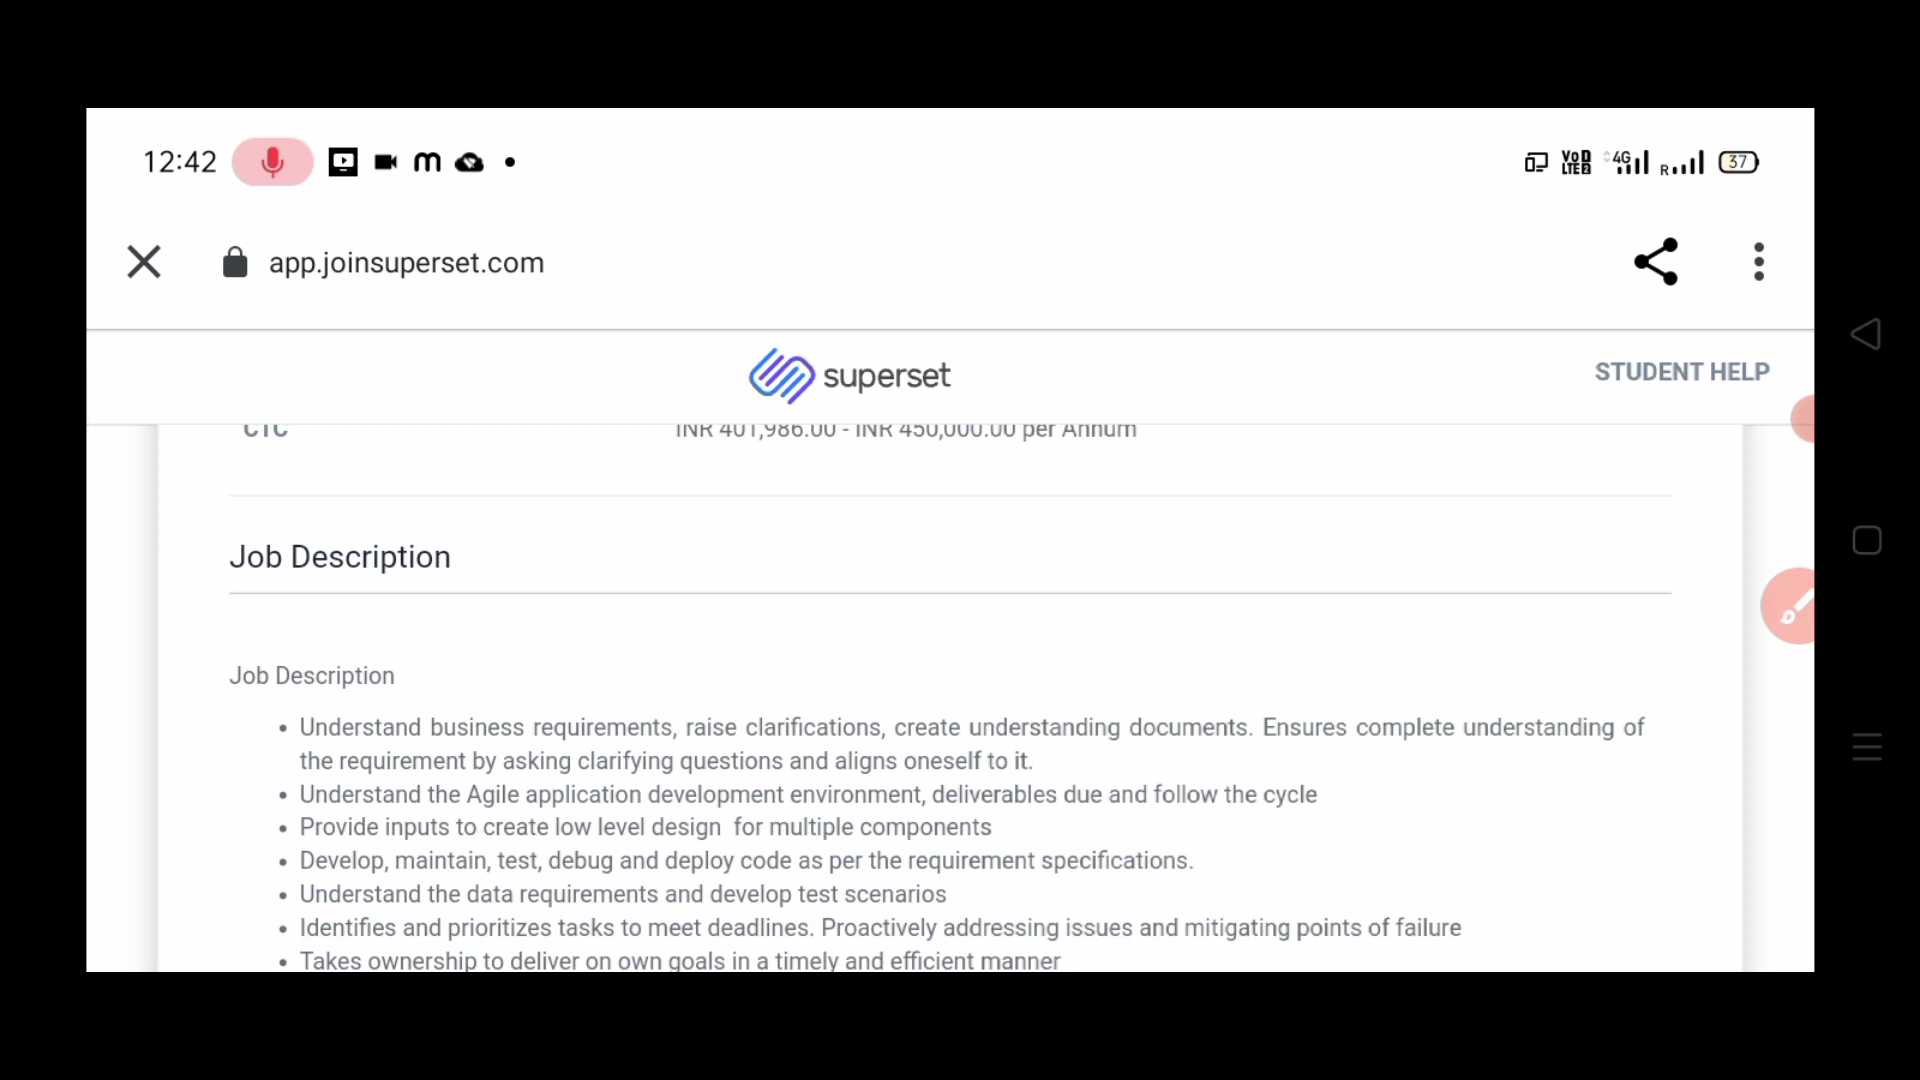 12:42
VoD
LTE2
4G
R
37
app.joinsuperset.com
superset
STUDENT HELP
CTC
INR 401,986.00 - INR 450,000.00 per Annum
Job Description
Job Description
• Understand business requirements, raise clarifications, create understanding documents. Ensures complete understanding of
the requirement by asking clarifying questions and aligns oneself to it.
• Understand the Agile application development environment, deliverables due and follow the cycle
• Provide inputs to create low level design for multiple components
• Develop, maintain, test, debug and deploy code as per the requirement specifications.
• Understand the data requirements and develop test scenarios
• Identifies and prioritizes tasks to meet deadlines. Proactively addressing issues and mitigating points of failure
• Takes ownership to deliver on own goals in a timely and efficient manner